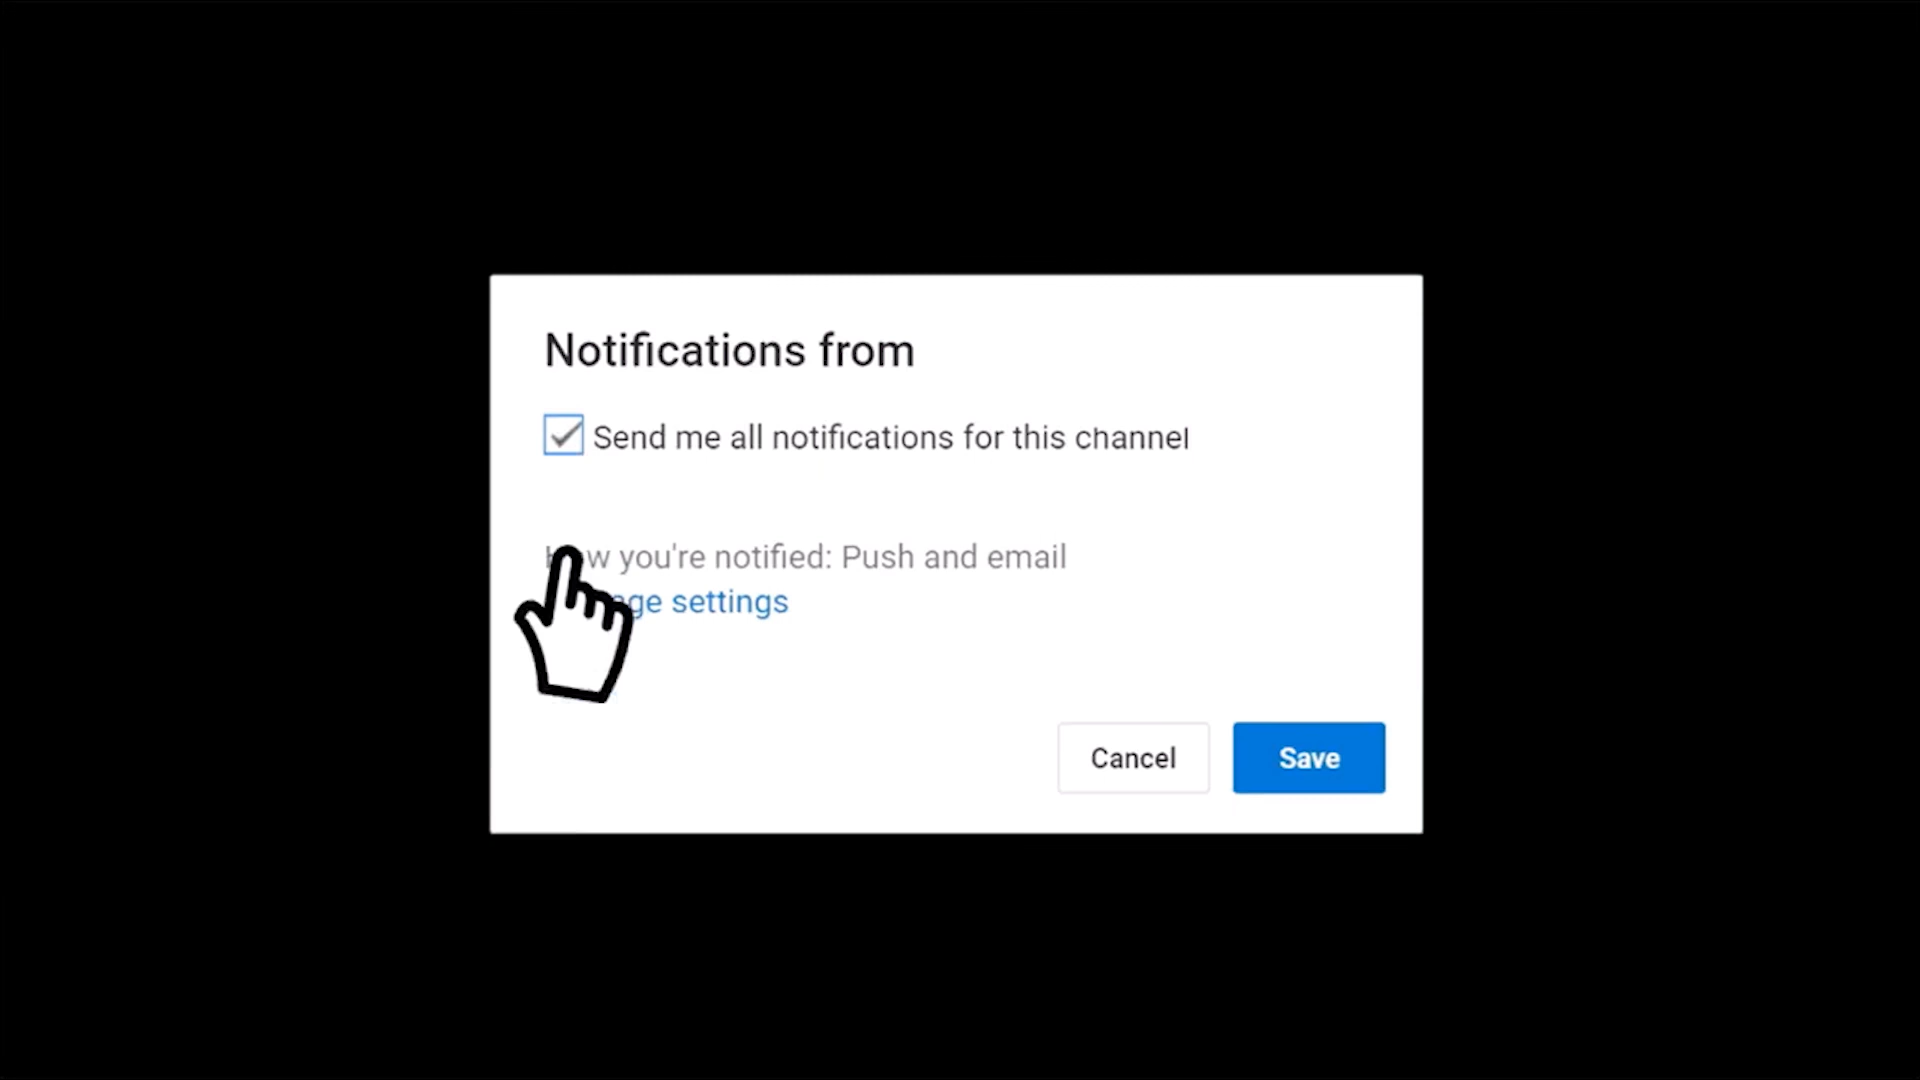 Notifications from
Send me all notifications for this channel
you're notified: Push and email
settings
Cancel
Save